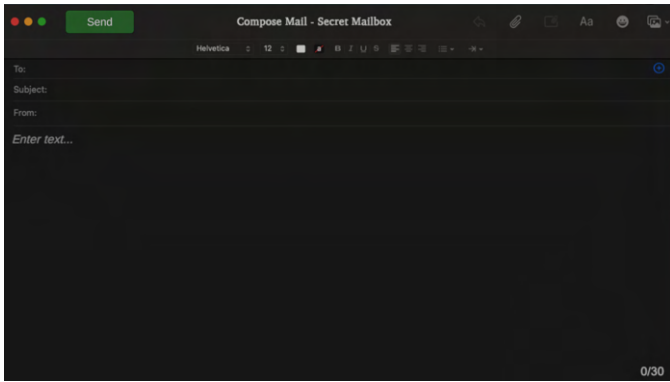 Send Compose Mail - Secret Mailbox Aa
Helvetica 12 a B I U S
To:
Subject:
From:
Enter text...
0/30